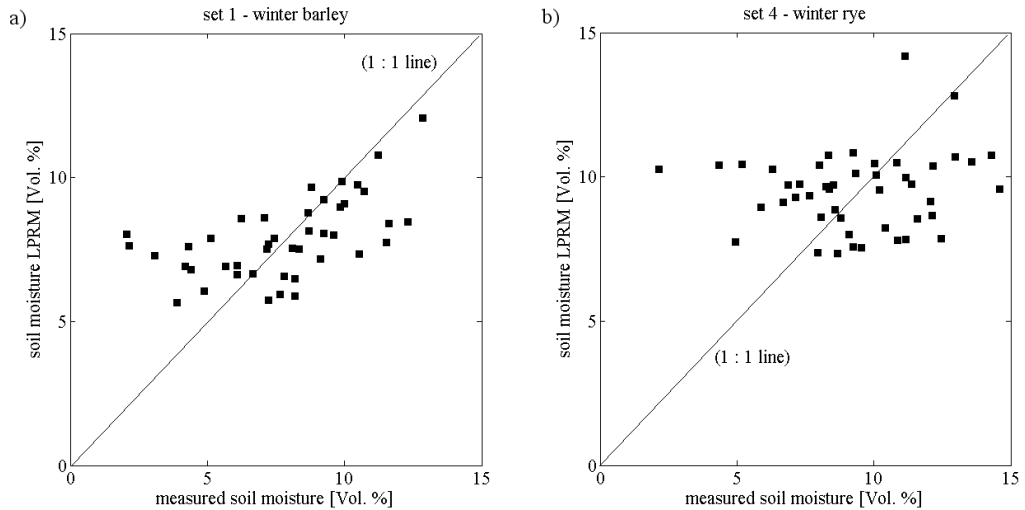 a)
set 1 - winter barley
(1 : 1 line)
15
10
5
0
soil moisture LPRM [Vol. %]
0 5 10 15
measured soil moisture [Vol. %]
b)
set 4 - winter rye
(1 : 1 line)
15
10
5
0
soil moisture LPRM [Vol. %]
0 5 10 15
measured soil moisture [Vol. %]